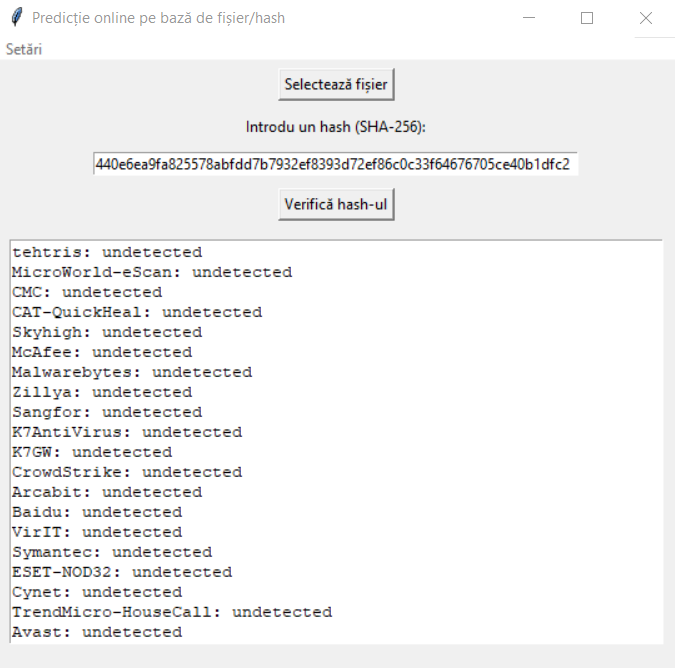 Predicție online pe bază de fișier/hash
Setări
Selectează fișier
Introdu un hash (SHA-256):
440e6ea9fa825578abfdd7b7932ef8393d72ef86c0c33f64676705ce40b1dfc2
Verifică hash-ul
tehtris: undetected
MicroWorld-eScan: undetected
CMC: undetected
CAT-QuickHeal: undetected
Skyhigh: undetected
McAfee: undetected
Malwarebytes: undetected
Zillya: undetected
Sangfor: undetected
K7AntiVirus: undetected
K7GW: undetected
CrowdStrike: undetected
Arcabit: undetected
Baidu: undetected
VirIT: undetected
Symantec: undetected
ESET-NOD32: undetected
Cynet: undetected
TrendMicro-HouseCall: undetected
Avast: undetected